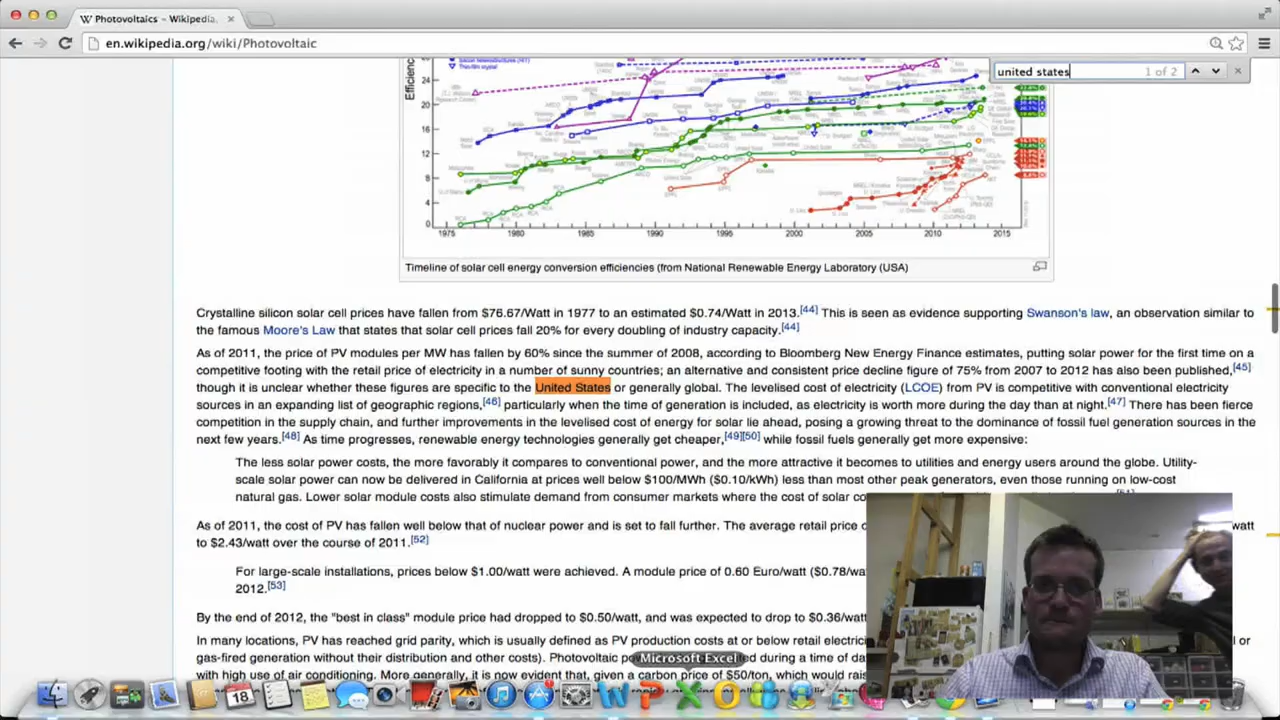 Photovoltaics – Wikipedia,
en.wikipedia.org/wiki/Photovoltaic
united states 1 of 2
Thin-film crystal
Efficienc
24
20
16
12
8
4
1975 1980 1985 1990 1995 2000 2005 2010 2015
Timeline of solar cell energy conversion efficiencies (from National Renewable Energy Laboratory (USA)
Crystalline silicon solar cell prices have fallen from $76.67/Watt in 1977 to an estimated $0.74/Watt in 2013.[44] This is seen as evidence supporting Swanson's law, an observation similar to
the famous Moore's Law that states that solar cell prices fall 20% for every doubling of industry capacity.[44]
As of 2011, the price of PV modules per MW has fallen by 60% since the summer of 2008, according to Bloomberg New Energy Finance estimates, putting solar power for the first time on a
competitive footing with the retail price of electricity in a number of sunny countries; an alternative and consistent price decline figure of 75% from 2007 to 2012 has also been published,[45]
though it is unclear whether these figures are specific to the United States or generally global. The levelised cost of electricity (LCOE) from PV is competitive with conventional electricity
sources in an expanding list of geographic regions,[46] particularly when the time of generation is included, as electricity is worth more during the day than at night.[47] There has been fierce
competition in the supply chain, and further improvements in the levelised cost of energy for solar lie ahead, posing a growing threat to the dominance of fossil fuel generation sources in the
next few years.[48] As time progresses, renewable energy technologies generally get cheaper,[49][50] while fossil fuels generally get more expensive:
The less solar power costs, the more favorably it compares to conventional power, and the more attractive it becomes to utilities and energy users around the globe. Utility-
scale solar power can now be delivered in California at prices well below $100/MWh ($0.10/kWh) less than most other peak generators, even those running on low-cost
natural gas. Lower solar module costs also stimulate demand from consumer markets where the cost of solar co
As of 2011, the cost of PV has fallen well below that of nuclear power and is set to fall further. The average retail price o watt
to $2.43/watt over the course of 2011.[52]
For large-scale installations, prices below $1.00/watt were achieved. A module price of 0.60 Euro/watt ($0.78/wa
2012.[53]
By the end of 2012, the "best in class" module price had dropped to $0.50/watt, and was expected to drop to $0.36/watt
In many locations, PV has reached grid parity, which is usually defined as PV production costs at or below retail electrici l or
gas-fired generation without their distribution and other costs). Photovoltaic po Microsoft Excel ed during a time of da
with high use of air conditioning. More generally, it is now evident that, given a carbon price of $50/ton, which would rais
18